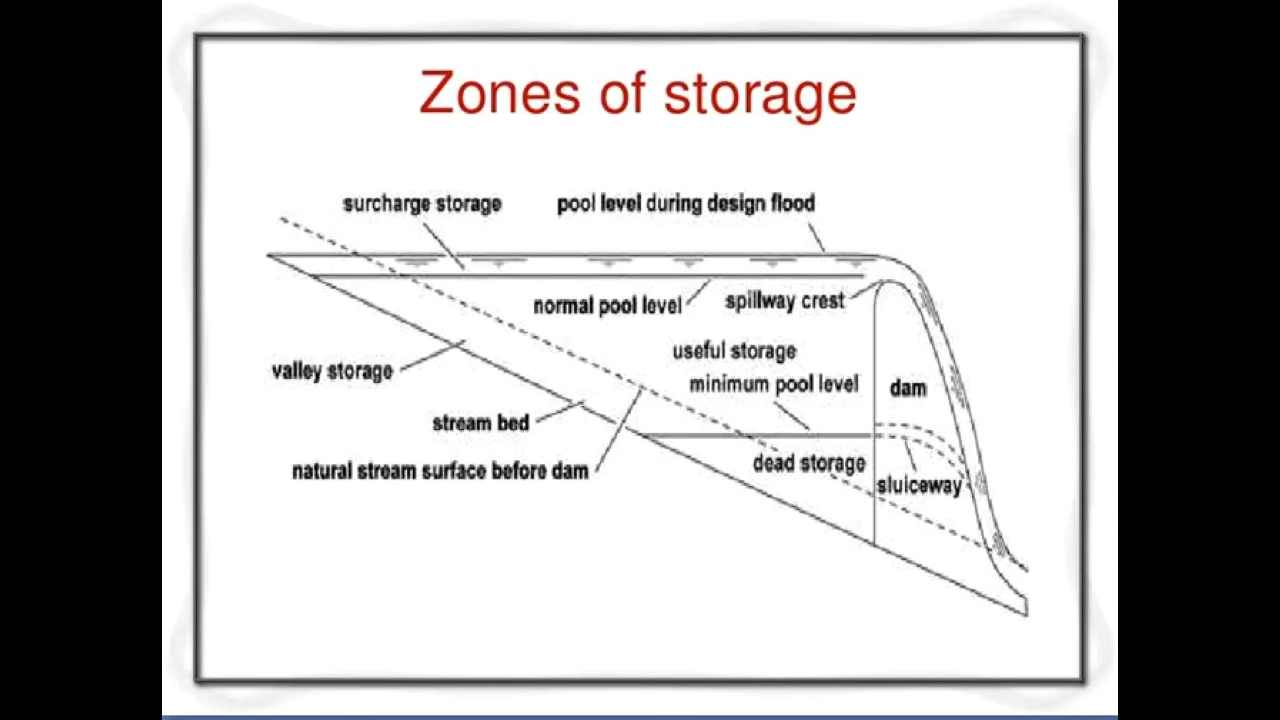 Zones of storage
surcharge storage
pool level during design flood
normal pool level
spillway crest
useful storage
valley storage
minimum pool level
dam
stream bed
dead storage
natural stream surface before dam
sluiceway